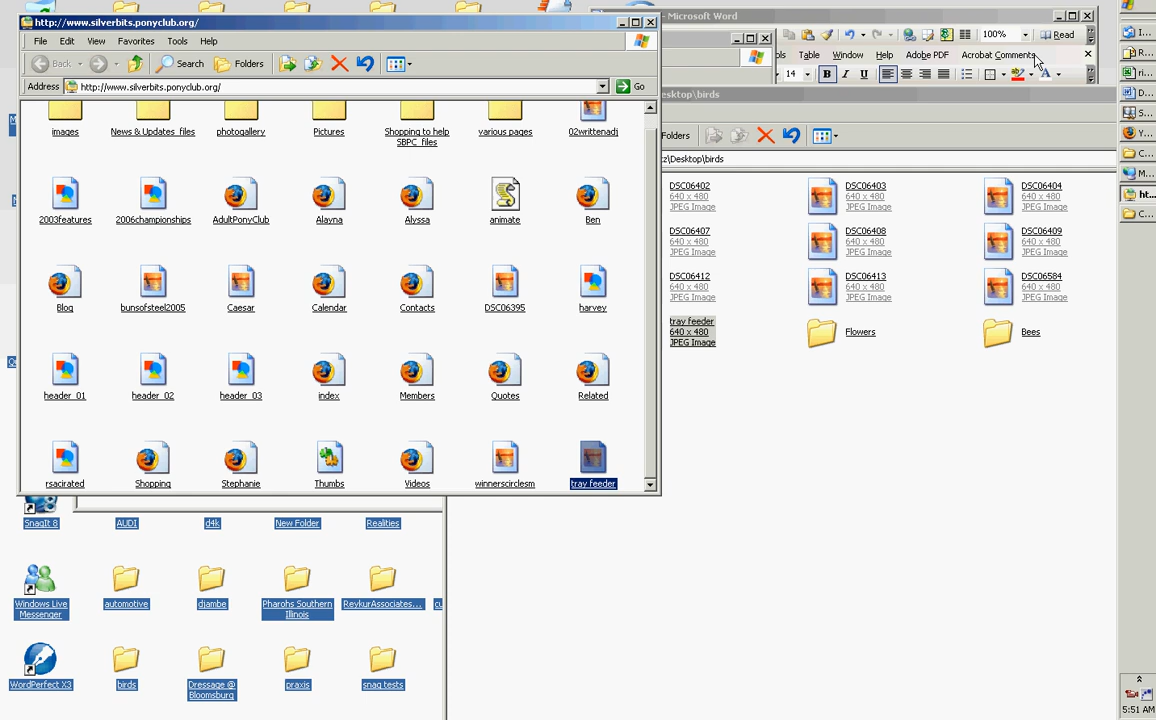 http://www.silverbits.ponyclub.org/
File Edit View Favorites Tools Help
Back Search Folders
Address http://www.silverbits.ponyclub.org/ Go
images News & Updates_files photogallery Pictures Shopping to help various pages 02writtenadj
SBPC_files
2003features 2006championships AdultPonyClub Alayna Alyssa animate Ben
Blog bunsofsteel2005 Caesar Calendar Contacts DSC06395 harvey
header_01 header_02 header_03 index Members Quotes Related
rsacirated Shopping Stephanie Thumbs Videos winnerscirclesm tray feeder
- Microsoft Word
100% Read
ols Table Window Help Adobe PDF Acrobat Comments
14 B I U A
esktop\birds
olders
cz\Desktop\birds
DSC06402 DSC06403 DSC06404
640 x 480 640 x 480 640 x 480
JPEG Image JPEG Image JPEG Image
DSC06407 DSC06408 DSC06409
640 x 480 640 x 480 640 x 480
JPEG Image JPEG Image JPEG Image
DSC06412 DSC06413 DSC06584
640 x 480 640 x 480 640 x 480
JPEG Image JPEG Image JPEG Image
tray feeder Flowers Bees
640 x 480
JPEG Image
SnagIt 8 AUDI d4k New Folder Realities
Windows Live automotive djambe Pharohs Southern RevkurAssociates...
Messenger Illinois
WordPerfect X3 birds Dressage @ praxis snag tests
Bloomsburg
I...
R...
ri...
D...
S...
Y...
C...
M...
ht...
C...
5:51 AM